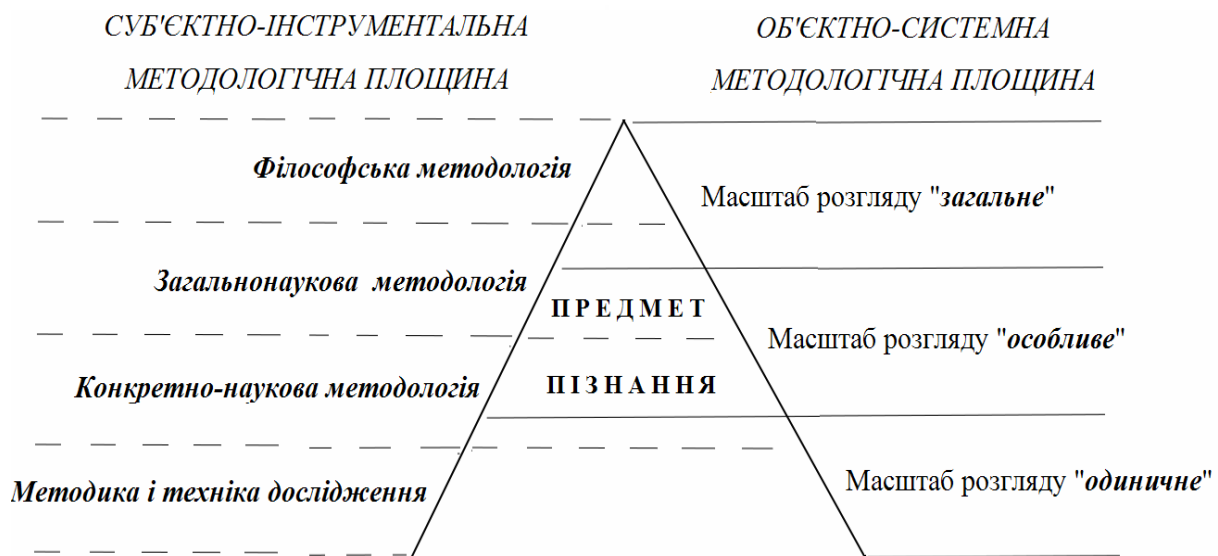 СУБ'ЄКТНО-ІНСТРУМЕНТАЛЬНА
МЕТОДОЛОГІЧНА ПЛОЩИНА
ОБ'ЄКТНО-СИСТЕМНА
МЕТОДОЛОГІЧНА ПЛОЩИНА
Філософська методологія
Масштаб розгляду "загальне"
Загальнонаукова методологія
ПРЕДМЕТ
Масштаб розгляду "особливе"
Конкретно-наукова методологія
ПІЗНАННЯ
Методика і техніка дослідження
Масштаб розгляду "одиничне"